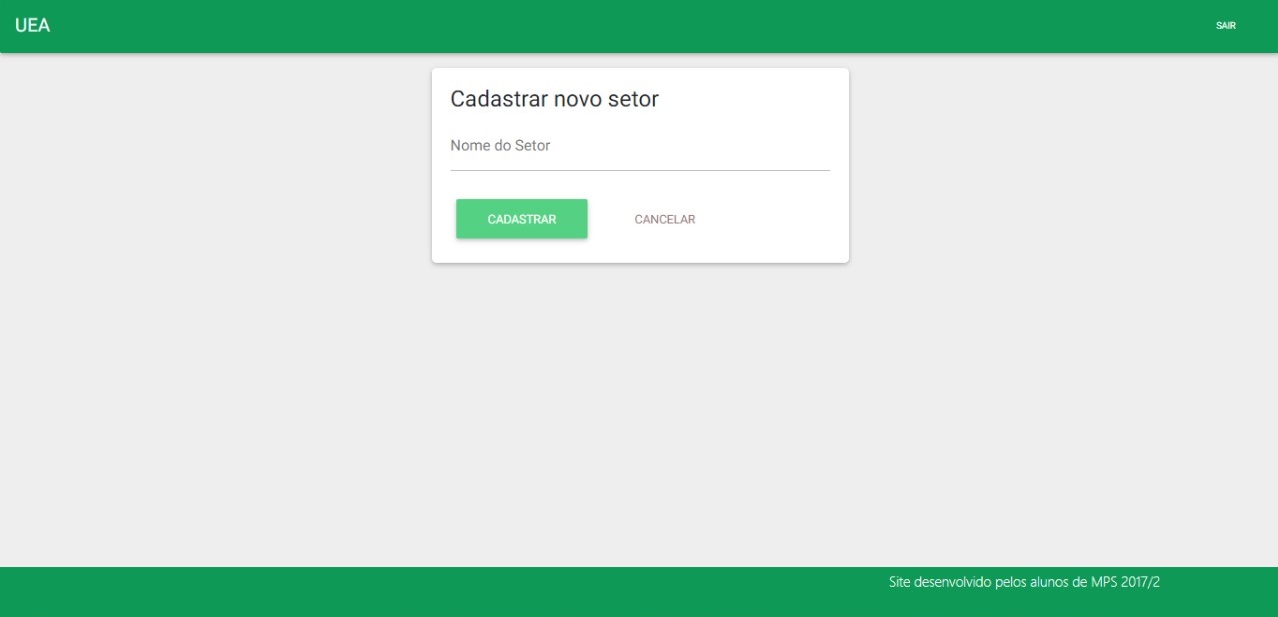 UEA
SAIR
Cadastrar novo setor
Nome do Setor
CADASTRAR
CANCELAR
Site desenvolvido pelos alunos de MPS 2017/2